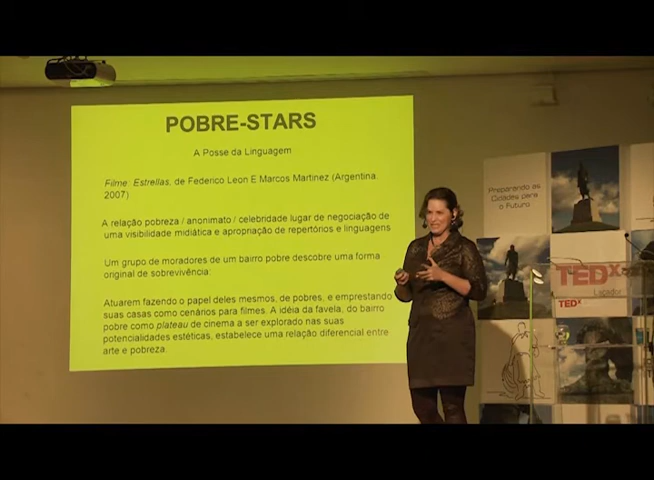 POBRE-STARS
A Posse da Linguagem
Filme: Estrellas, de Federico Leon E Marcos Martinez (Argentina.
2007)
A relação pobreza / anonimato / celebridade lugar de negociação de
uma visibilidade midiática e apropriação de repertórios e linguagens
Um grupo de moradores de um bairro pobre descobre uma forma
original de sobrevivência:
Atuarem fazendo o papel deles mesmos, de pobres, e emprestando
suas casas como cenários para filmes. A idéia da favela, do bairro
pobre como plateau de cinema a ser explorado nas suas
potencialidades estéticas, estabelece uma relação diferencial entre
arte e pobreza.
Preparando as
Cidades para
o Futuro
TEDx
Laçador
TEDx